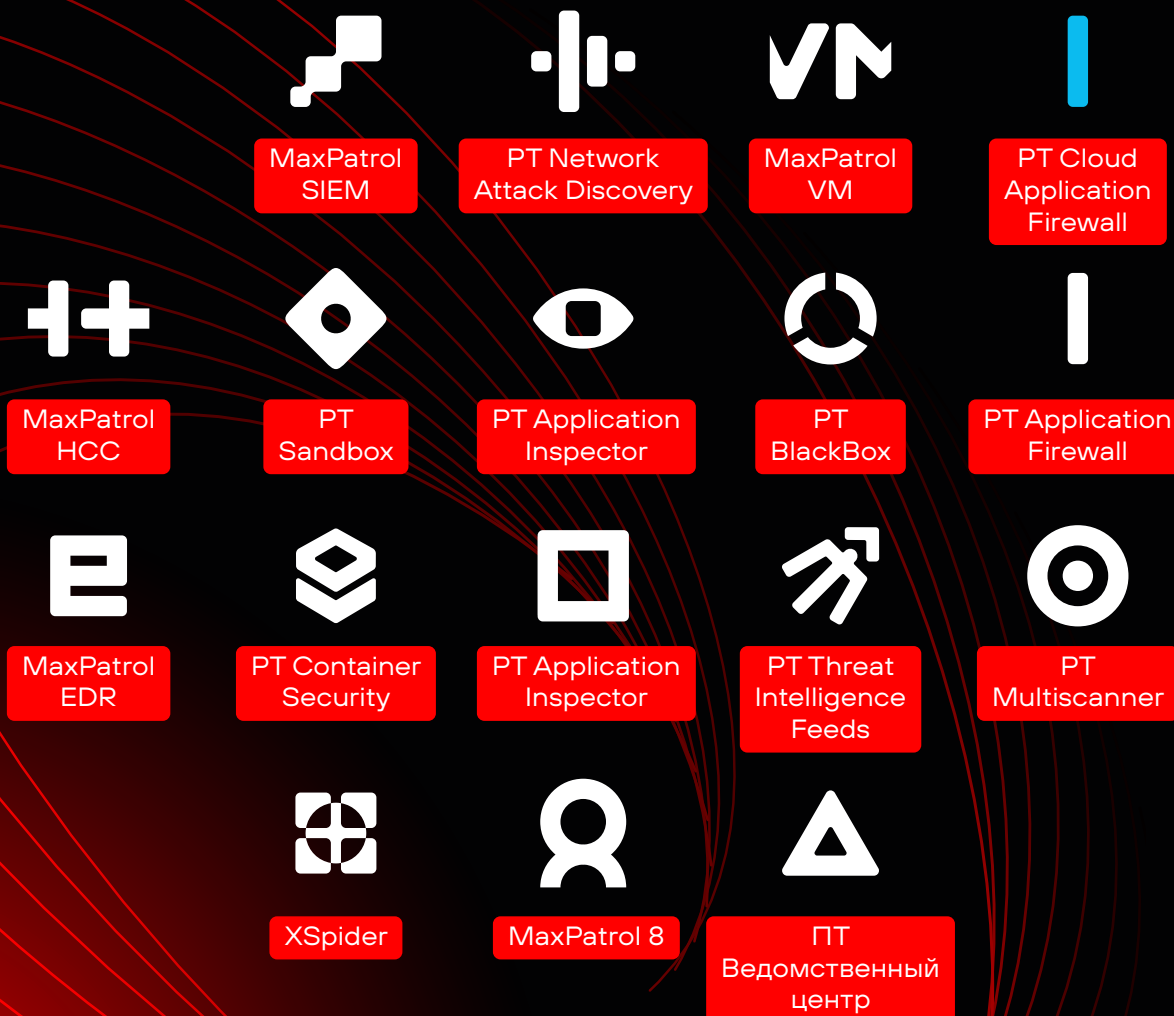 MaxPatrol
SIEM
PT Network
Attack Discovery
MaxPatrol
VM
PT Cloud
Application
Firewall
MaxPatrol
HCC
PT
Sandbox
PT Application
Inspector
PT
BlackBox
PT Application
Firewall
MaxPatrol
EDR
PT Container
Security
PT Application
Inspector
PT Threat
Intelligence
Feeds
PT
Multiscanner
XSpider
MaxPatrol 8
ПТ
Ведомственный
центр